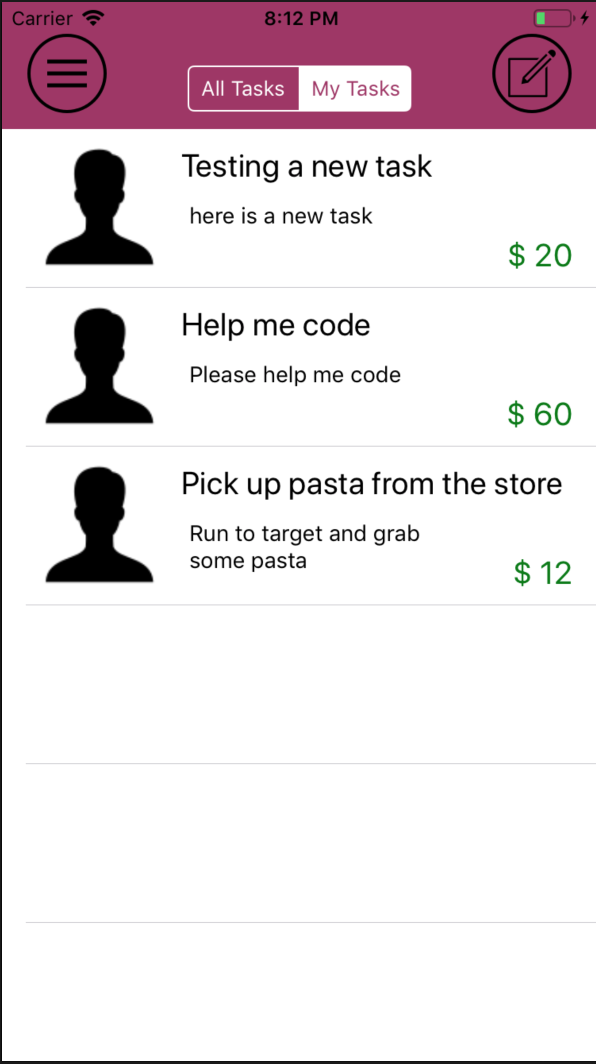 Carrier 8:12 PM
All Tasks My Tasks
Testing a new task
here is a new task
$ 20
Help me code
Please help me code
$ 60
Pick up pasta from the store
Run to target and grab
some pasta
$ 12